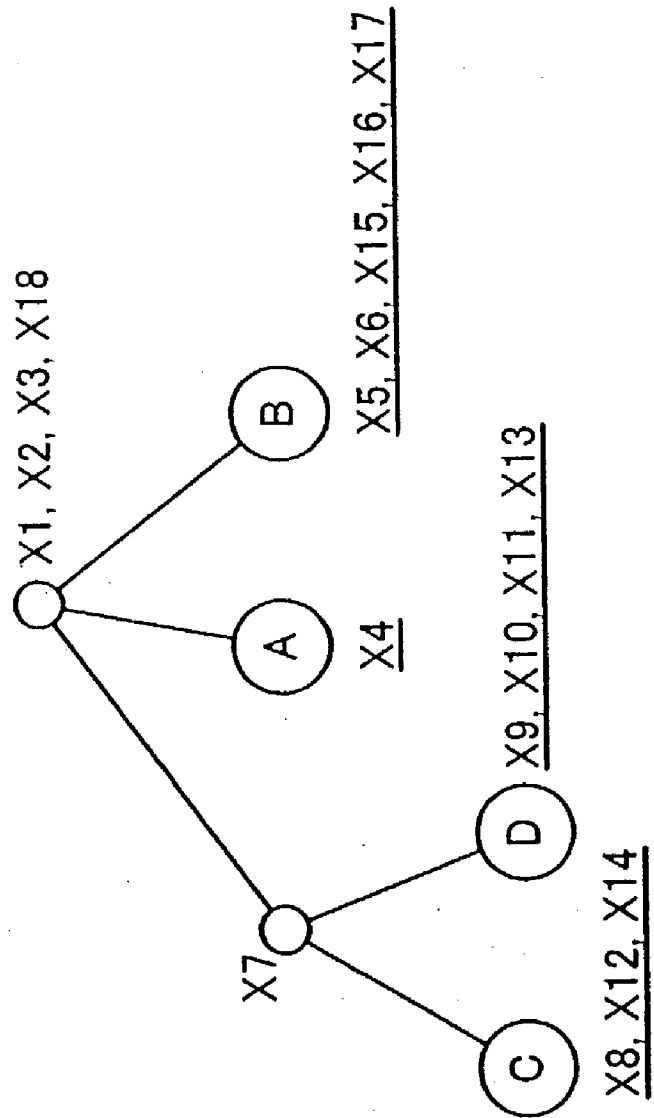 X1, X2, X3, X18
X7
A
B
X4
X5, X6, X15, X16, X17
C
D
X8, X12, X14
X9, X10, X11, X13